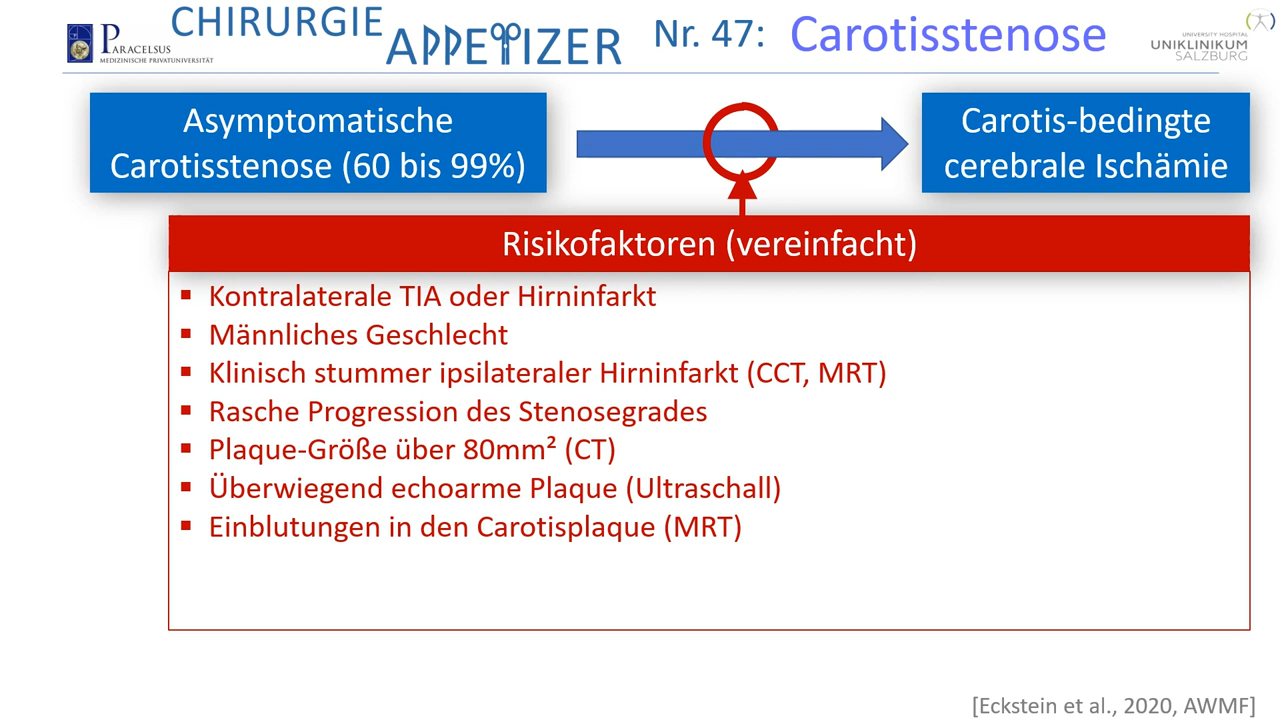 PARACELSUS
MEDIZINISCHE PRIVATUNIVERSITÄT
CHIRURGIE
APPETIZER
Nr. 47: Carotisstenose
UNIVERSITY HOSPITAL
UNIKLINIKUM
SALZBURG
Asymptomatische
Carotisstenose (60 bis 99%)
Carotis-bedingte
cerebrale Ischämie
Risikofaktoren (vereinfacht)
▪ Kontralaterale TIA oder Hirninfarkt
▪ Männliches Geschlecht
▪ Klinisch stummer ipsilateraler Hirninfarkt (CCT, MRT)
▪ Rasche Progression des Stenosegrades
▪ Plaque-Größe über 80mm² (CT)
▪ Überwiegend echoarme Plaque (Ultraschall)
▪ Einblutungen in den Carotisplaque (MRT)
[Eckstein et al., 2020, AWMF]